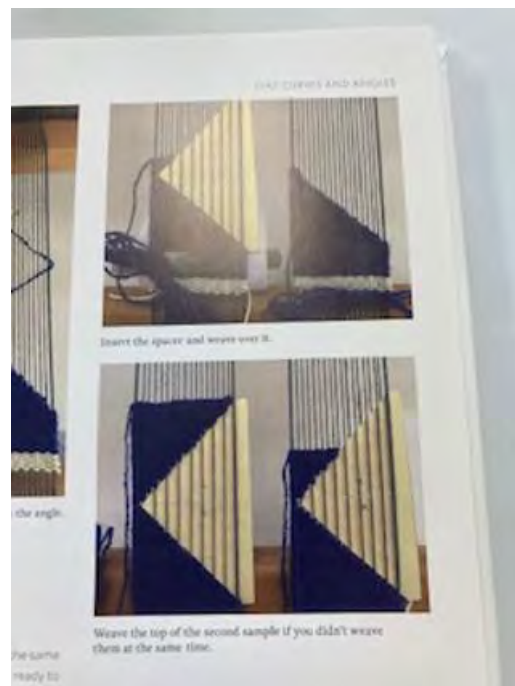 FLAT CURVES AND ANGLES
Insert the spacer and weave over it.
the angle.
Weave the top of the second sample if you didn't weave
them at the same time.
the same
ready to